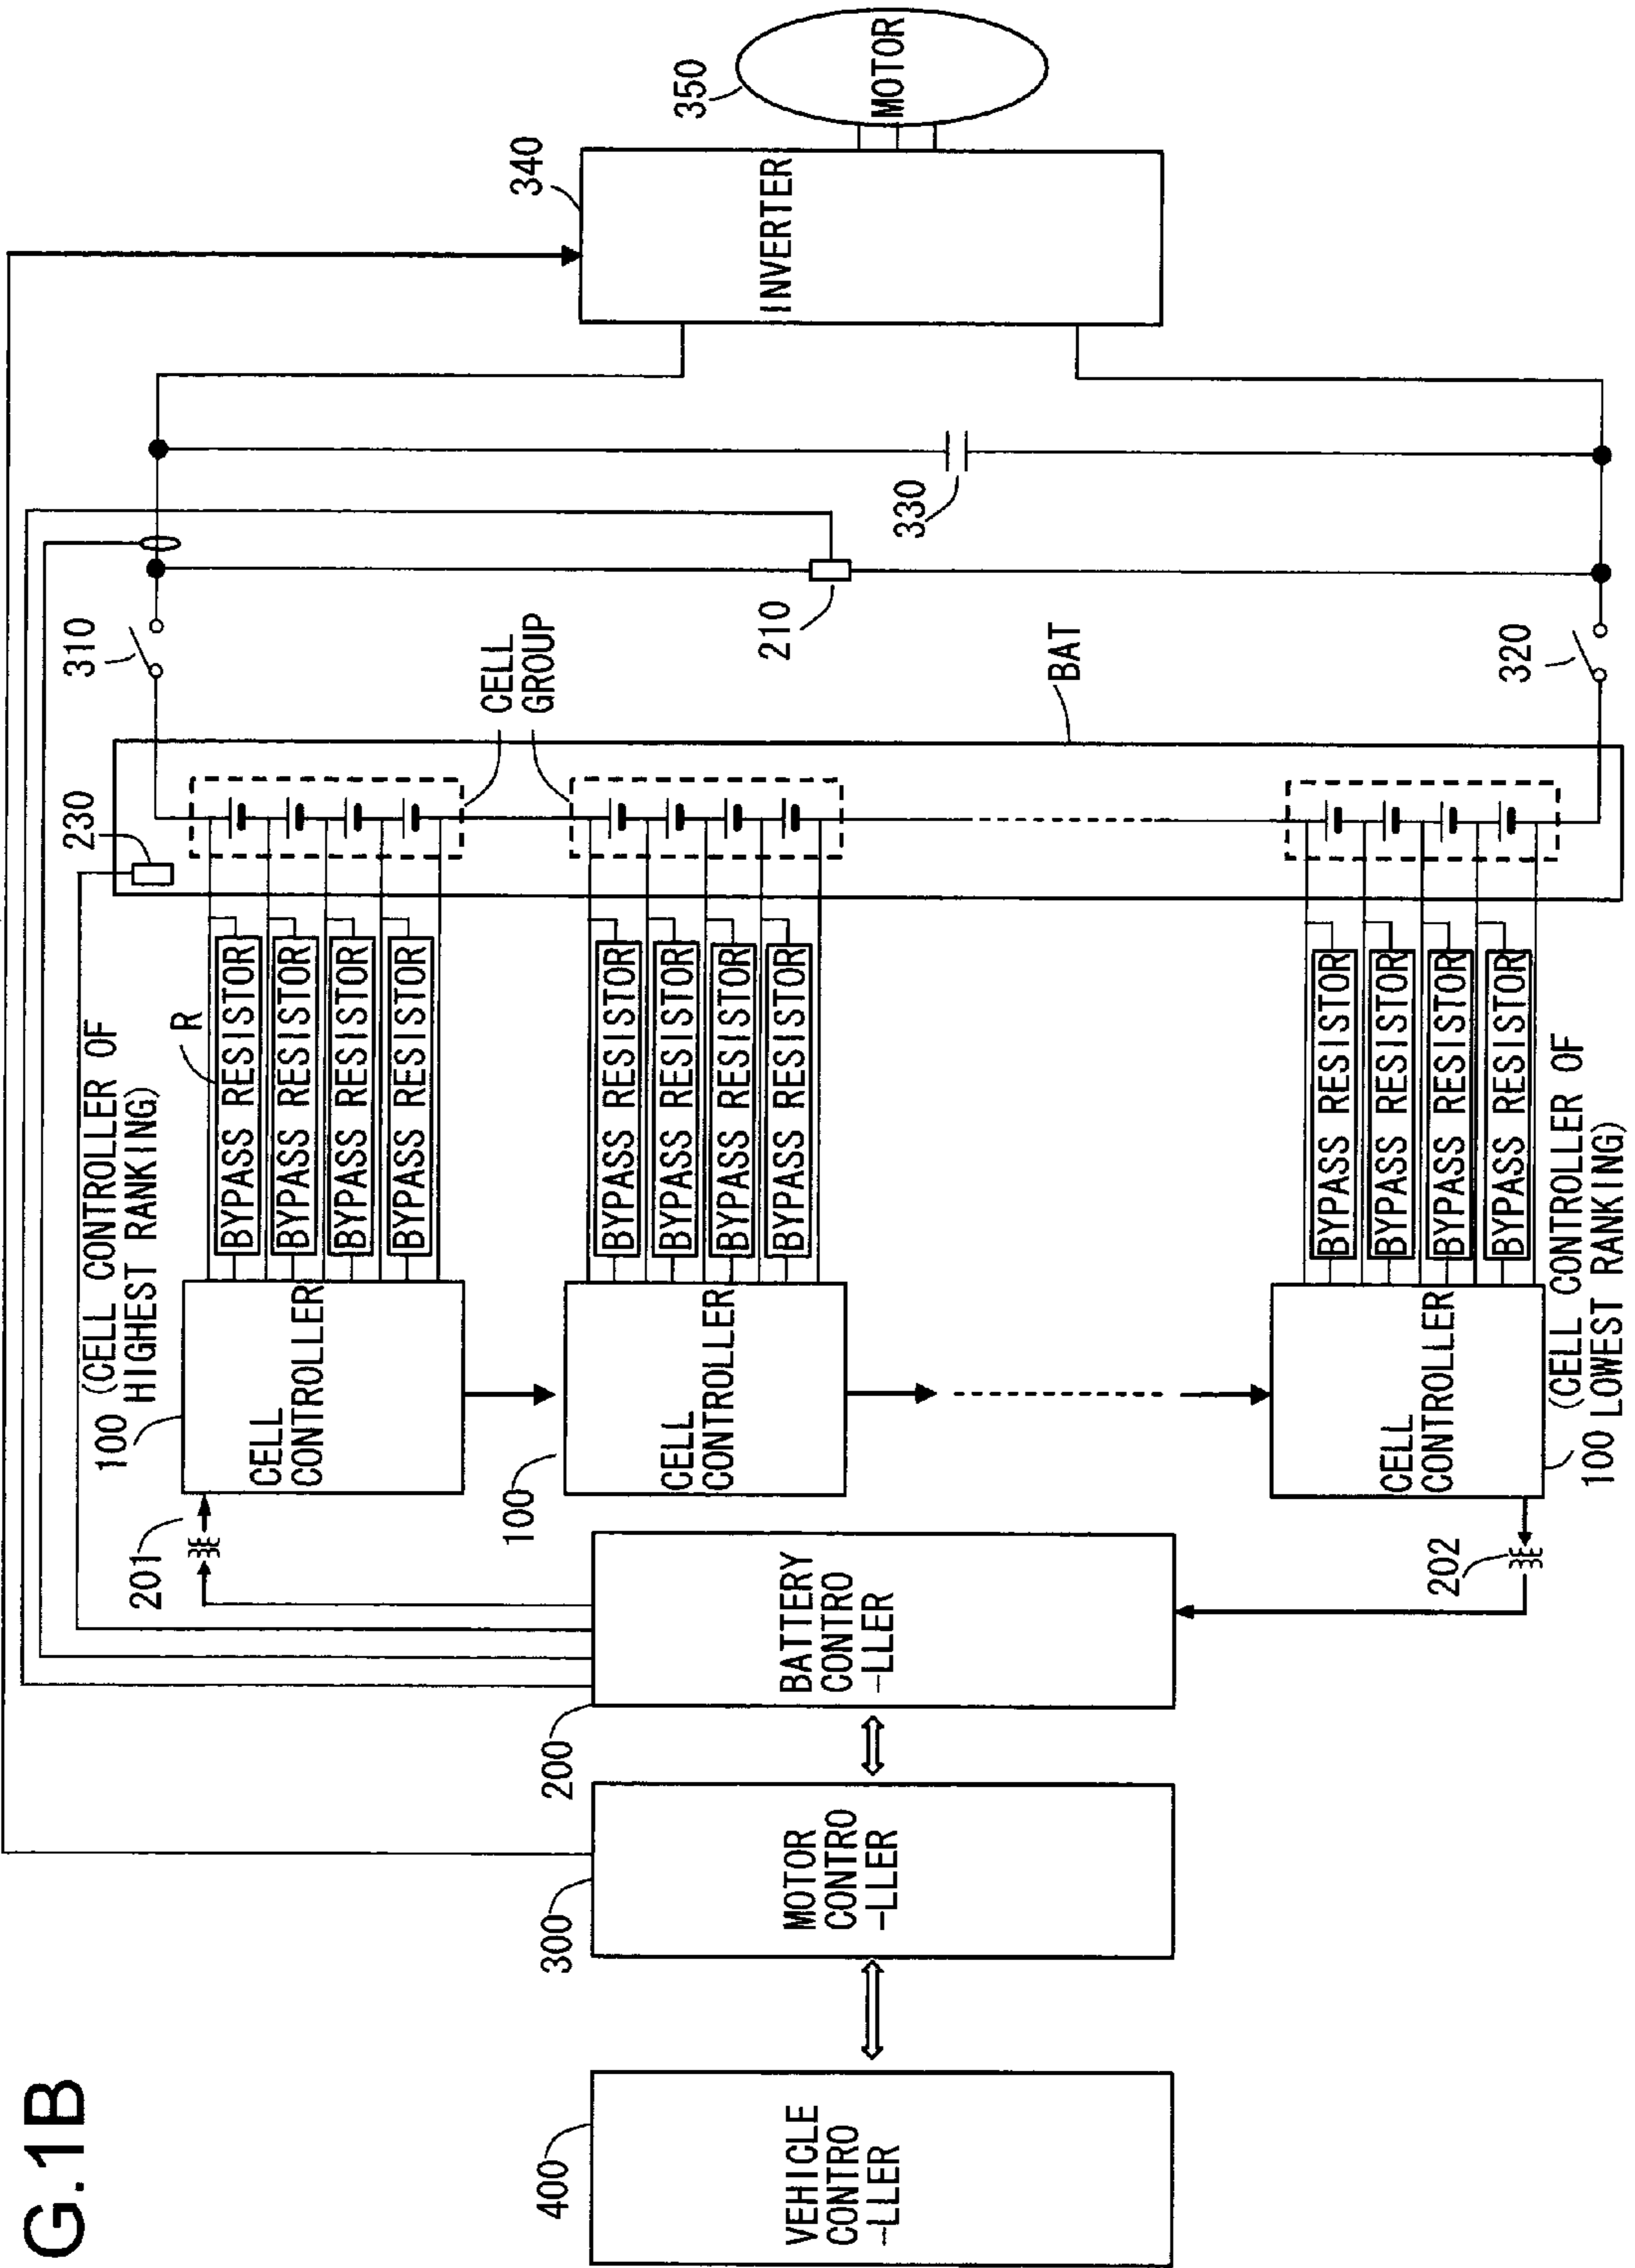 G.1B
400
VEHICLE
CONTRO
-LLER
300
MOTOR
CONTRO
-LLER
200
BATTERY
CONTRO
-LLER
201
202
100 (CELL CONTROLLER OF
HIGHEST RANKING)
CELL
CONTROLLER
100
CELL
CONTROLLER
CELL
CONTROLLER
(CELL CONTROLLER OF
100 LOWEST RANKING)
R
BYPASS RESISTOR
BYPASS RESISTOR
BYPASS RESISTOR
BYPASS RESISTOR
BYPASS RESISTOR
BYPASS RESISTOR
BYPASS RESISTOR
BYPASS RESISTOR
BYPASS RESISTOR
BYPASS RESISTOR
BYPASS RESISTOR
BYPASS RESISTOR
230
CELL
GROUP
BAT
310
320
210
330
340
INVERTER
350
MOTOR